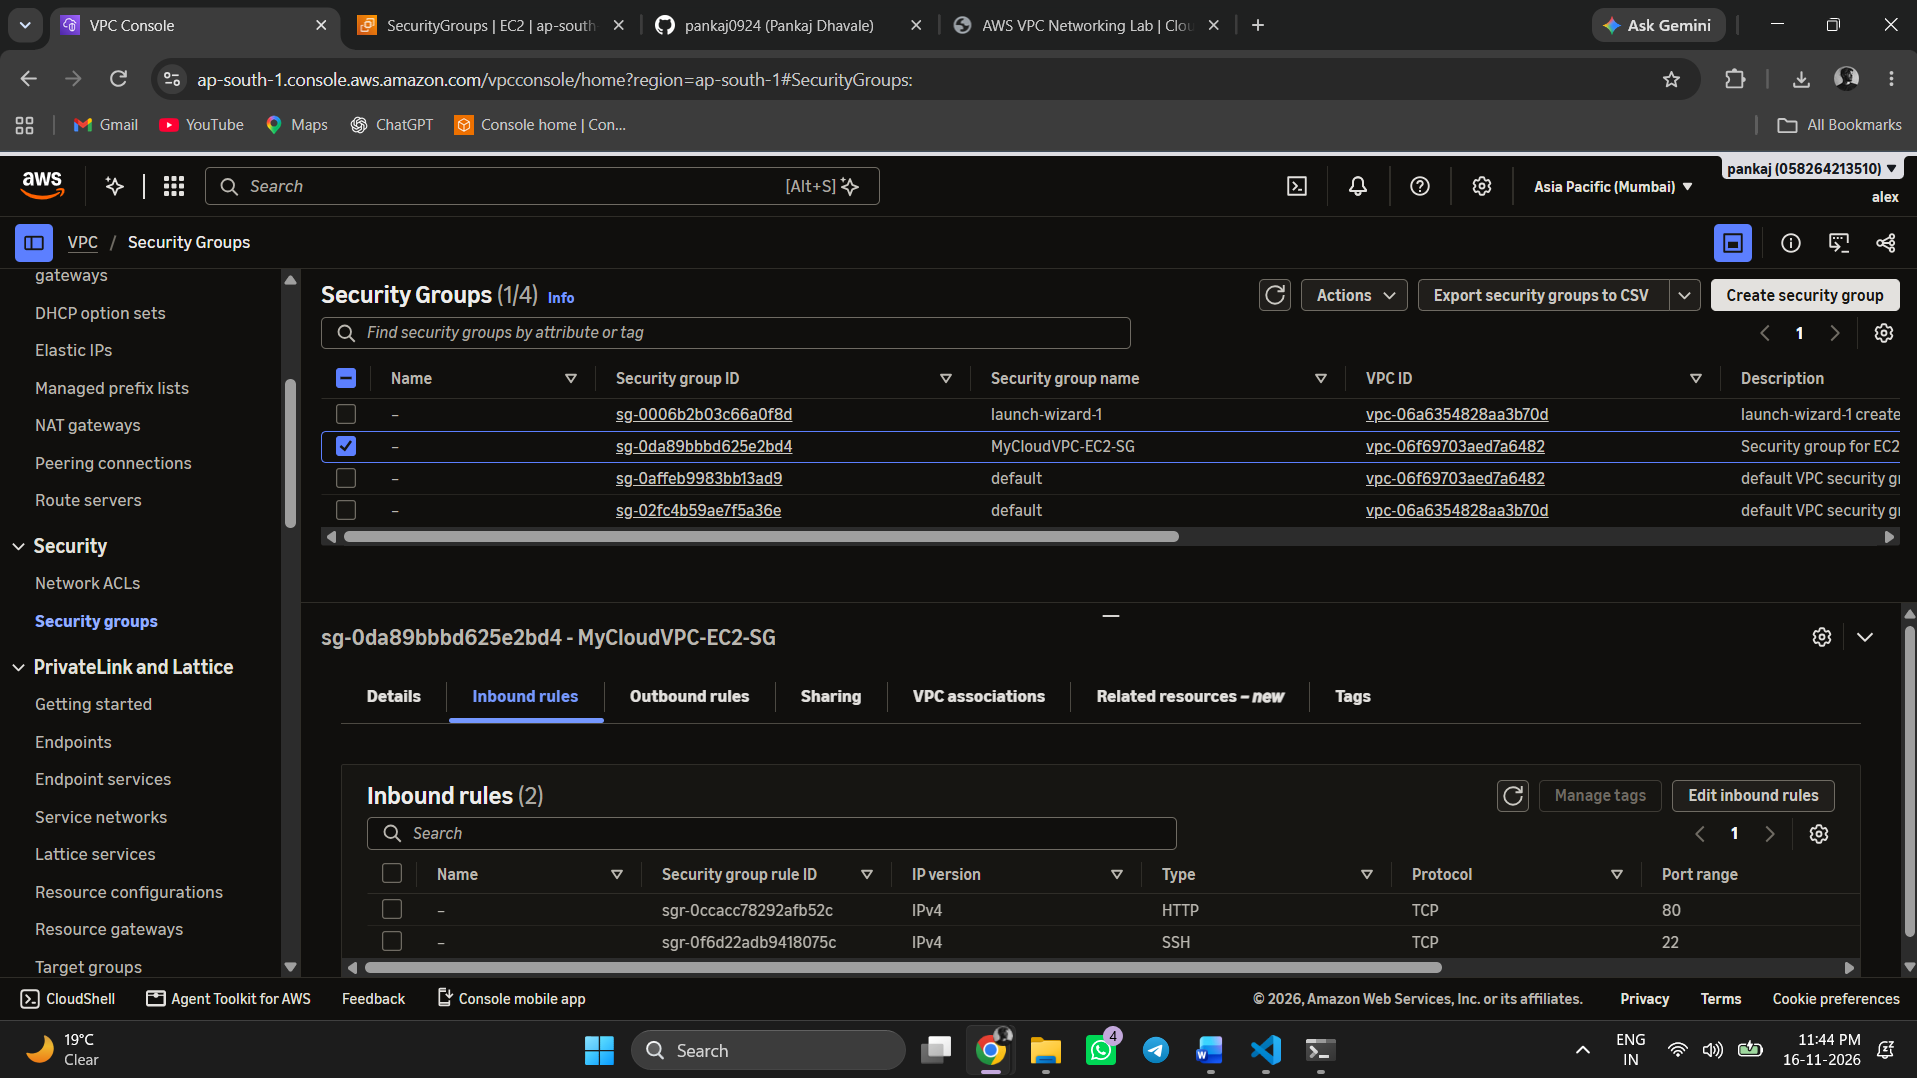 VPC Console
SecurityGroups | EC2 | ap-south
pankaj0924 (Pankaj Dhavale)
AWS VPC Networking Lab | Clou
Ask Gemini
ap-south-1.console.aws.amazon.com/vpcconsole/home?region=ap-south-1#SecurityGroups:
Gmail
YouTube
Maps
ChatGPT
Console home | Con...
All Bookmarks
aws
Search
[Alt+S]
Asia Pacific (Mumbai)
pankaj (058264213510)
alex
VPC / Security Groups
gateways
DHCP option sets
Elastic IPs
Managed prefix lists
NAT gateways
Peering connections
Route servers
Security
Network ACLs
Security groups
PrivateLink and Lattice
Getting started
Endpoints
Endpoint services
Service networks
Lattice services
Resource configurations
Resource gateways
Target groups
Security Groups (1/4) Info
Actions
Export security groups to CSV
Create security group
Find security groups by attribute or tag
1
Name Security group ID Security group name VPC ID Description
– sg-0006b2b03c66a0f8d launch-wizard-1 vpc-06a6354828aa3b70d launch-wizard-1 create
– sg-0da89bbbd625e2bd4 MyCloudVPC-EC2-SG vpc-06f69703aed7a6482 Security group for EC2
– sg-0affeb9983bb13ad9 default vpc-06f69703aed7a6482 default VPC security gr
– sg-02fc4b59ae7f5a36e default vpc-06a6354828aa3b70d default VPC security gr
sg-0da89bbbd625e2bd4 - MyCloudVPC-EC2-SG
Details
Inbound rules
Outbound rules
Sharing
VPC associations
Related resources – new
Tags
Inbound rules (2)
Manage tags
Edit inbound rules
Search
1
Name Security group rule ID IP version Type Protocol Port range
– sgr-0ccacc78292afb52c IPv4 HTTP TCP 80
– sgr-0f6d22adb9418075c IPv4 SSH TCP 22
CloudShell
Agent Toolkit for AWS
Feedback
Console mobile app
© 2026, Amazon Web Services, Inc. or its affiliates.
Privacy
Terms
Cookie preferences
19°C
Clear
Search
4
ENG
IN
11:44 PM
16-11-2026